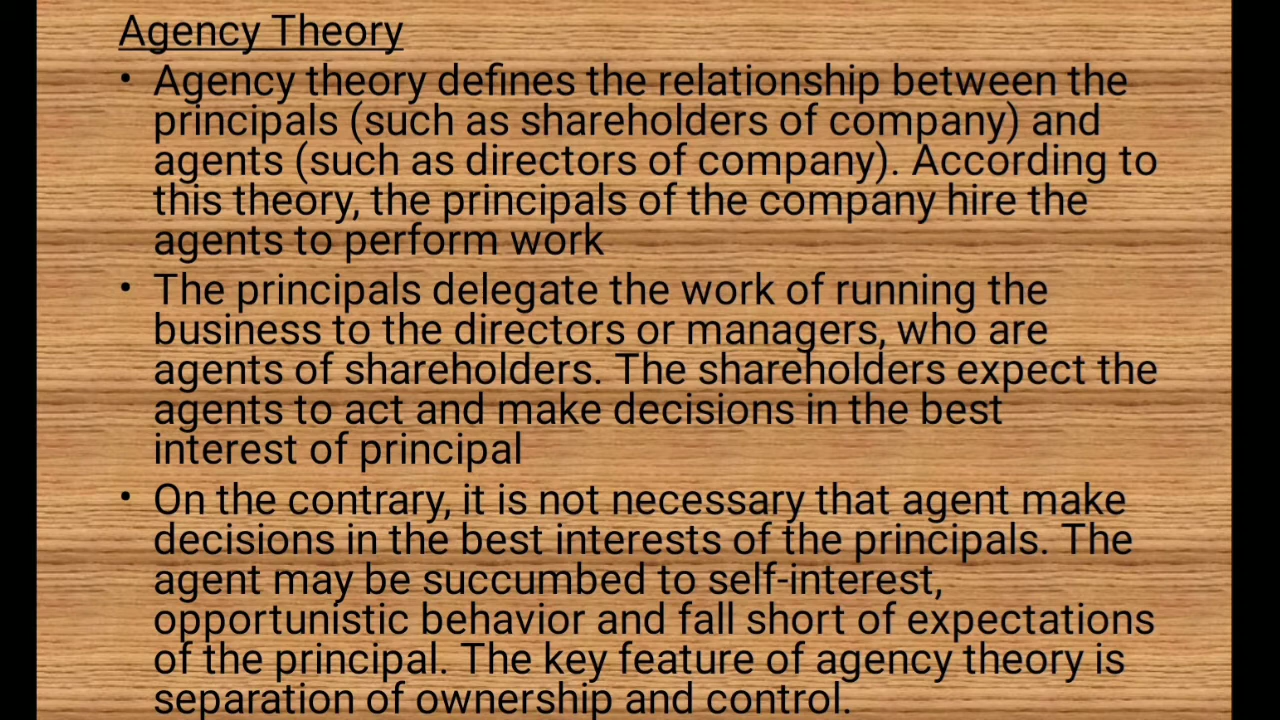 Agency Theory
• Agency theory defines the relationship between the
principals (such as shareholders of company) and
agents (such as directors of company). According to
this theory, the principals of the company hire the
agents to perform work
• The principals delegate the work of running the
business to the directors or managers, who are
agents of shareholders. The shareholders expect the
agents to act and make decisions in the best
interest of principal
• On the contrary, it is not necessary that agent make
decisions in the best interests of the principals. The
agent may be succumbed to self-interest,
opportunistic behavior and fall short of expectations
of the principal. The key feature of agency theory is
separation of ownership and control.